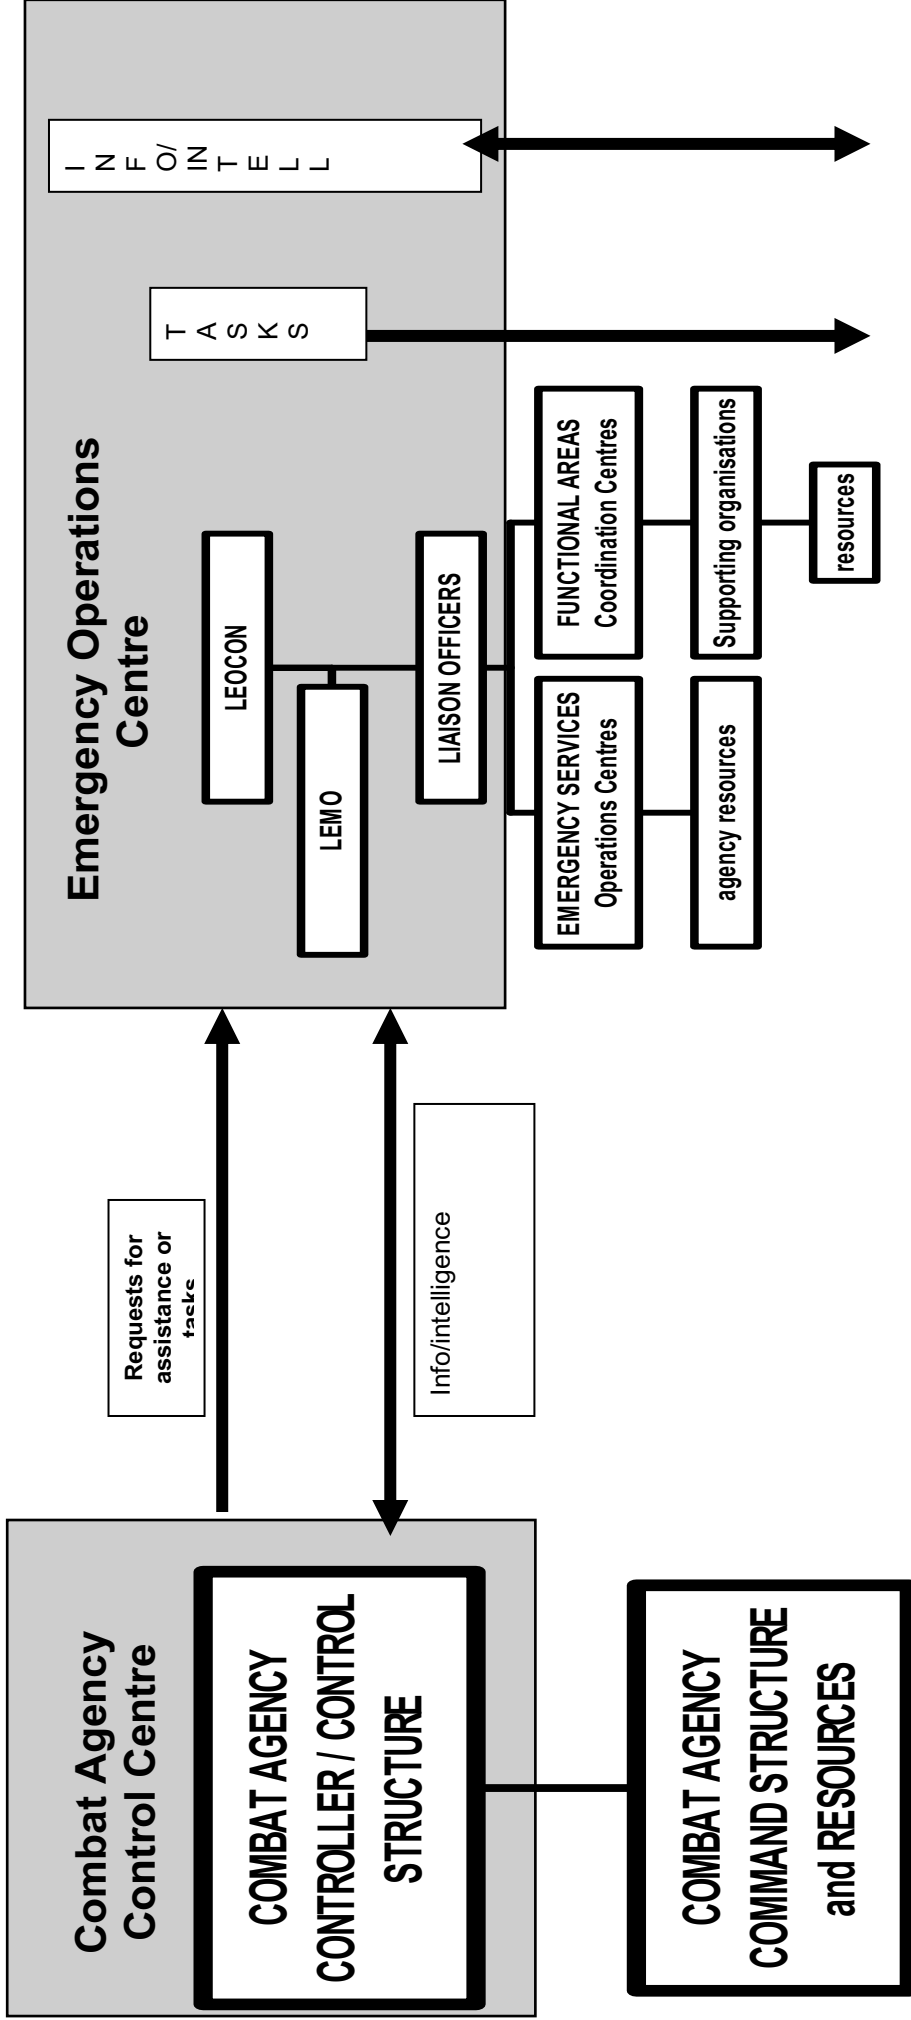 Combat Agency
Control Centre
COMBAT AGENCY
CONTROLLER / CONTROL
STRUCTURE
COMBAT AGENCY
COMMAND STRUCTURE
and RESOURCES
Requests for
assistance or
tasks
Info/intelligence
Emergency Operations
Centre
LEOCON
LEMO
LIAISON OFFICERS
EMERGENCY SERVICES
Operations Centres
agency resources
FUNCTIONAL AREAS
Coordination Centres
Supporting organisations
resources
T
A
S
K
S
I
N
F
O/
IN
T
E
L
L